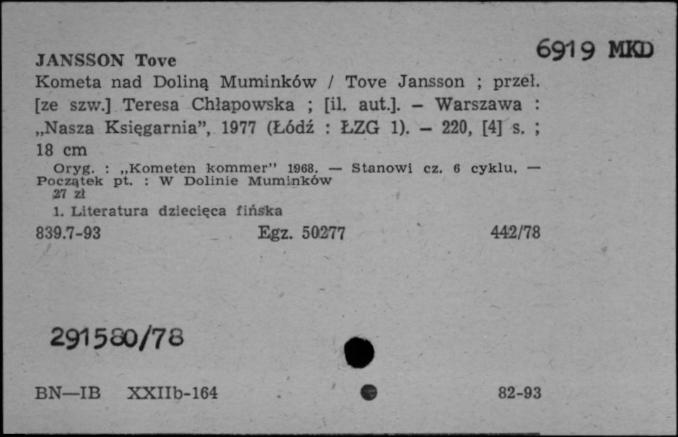 6919 MKD
JANSSON Tove
Kometa nad Doliną Muminków / Tove Jansson ; przeł.
[ze szw.] Teresa Chłapowska ; [il. aut.]. — Warszawa :
„Nasza Księgarnia”, 1977 (Łódź : ŁZG 1). — 220, [4] s. ;
18 cm
Oryg. : „Kometen kommer” 1968. — Stanowi cz. 6 cyklu. —
Początek pt. : W Dolinie Muminków
27 zł
1. Literatura dziecięca fińska
839.7-93 Egz. 50277 442/78
291580/78
BN—IB XXIIb-164 82-93